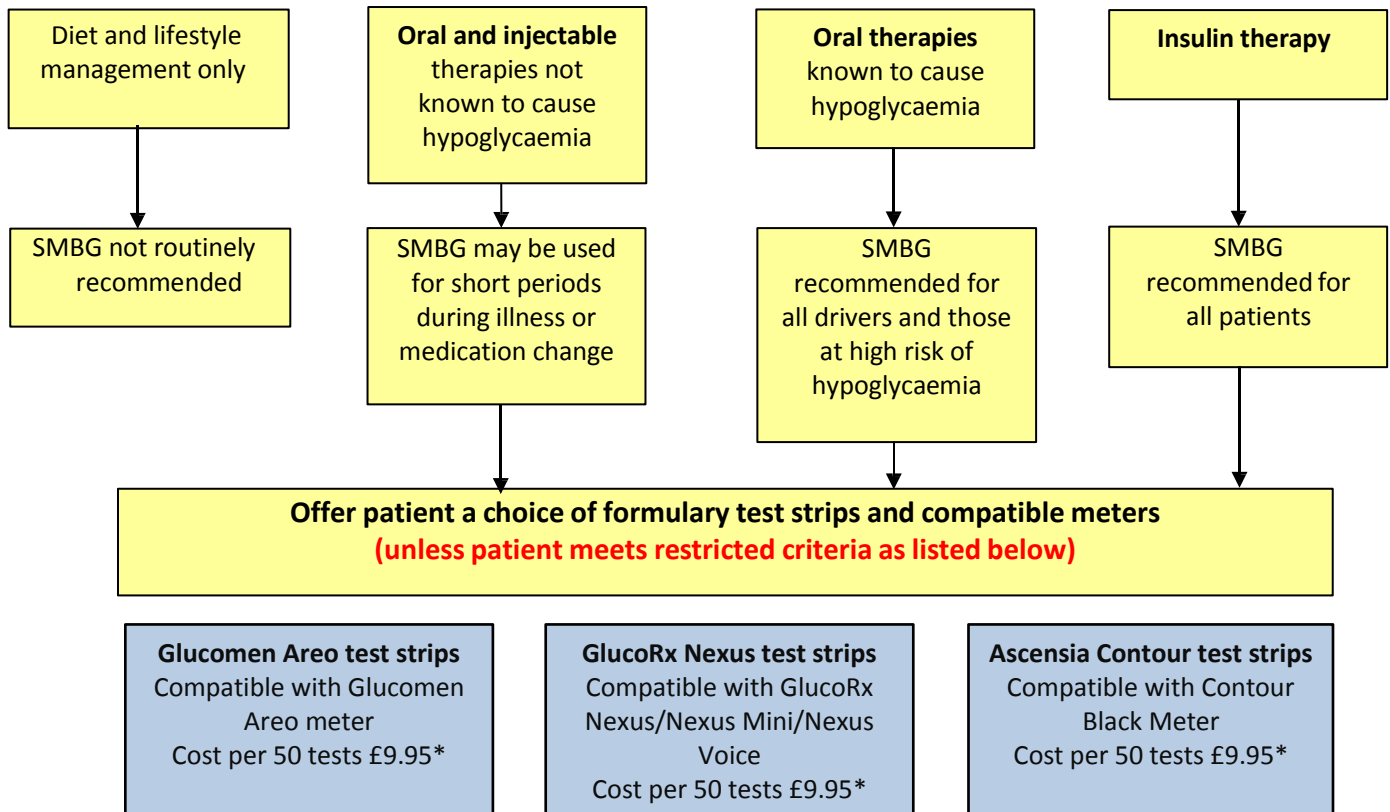 Diet and lifestyle
management only
Oral and injectable
therapies not
known to cause
hypoglycaemia
Oral therapies
known to cause
hypoglycaemia
Insulin therapy
SMBG not routinely
recommended
SMBG may be used
for short periods
during illness or
medication change
SMBG
recommended for
all drivers and those
at high risk of
hypoglycaemia
SMBG
recommended for
all patients
Offer patient a choice of formulary test strips and compatible meters
(unless patient meets restricted criteria as listed below)
Glucomen Areo test strips
Compatible with Glucomen
Areo meter
Cost per 50 tests £9.95*
GlucoRx Nexus test strips
Compatible with GlucoRx
Nexus/Nexus Mini/Nexus
Voice
Cost per 50 tests £9.95*
Ascensia Contour test strips
Compatible with Contour
Black Meter
Cost per 50 tests £9.95*